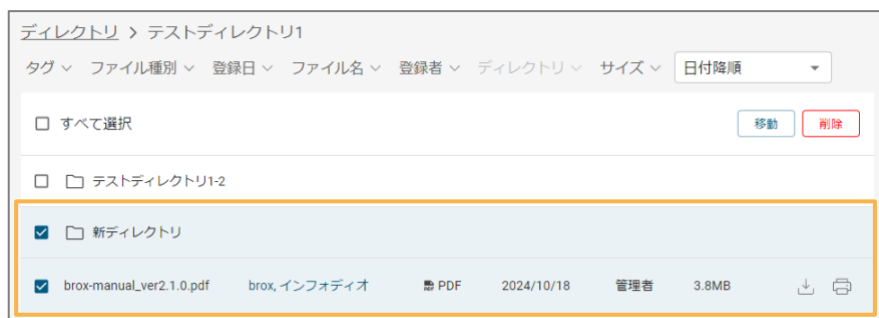 ディレクトリ > テストディレクトリ1
タグ ファイル種別 登録日 ファイル名 登録者 ディレクトリ サイズ 日付降順
すべて選択 移動 削除
テストディレクトリ1-2
新ディレクトリ
brox-manual_ver2.1.0.pdf brox, インフォディオ PDF 2024/10/18 管理者 3.8MB